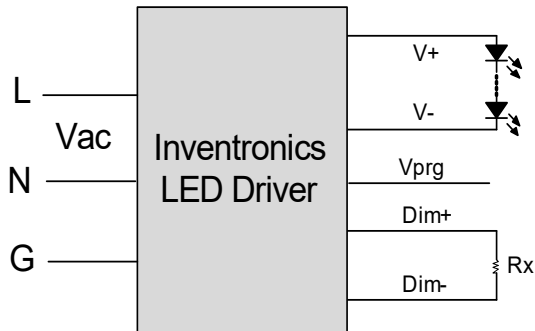 L
Vac
N
G
Inventronics
LED Driver
V+
V-
Vprg
Dim+
Dim-
Rx